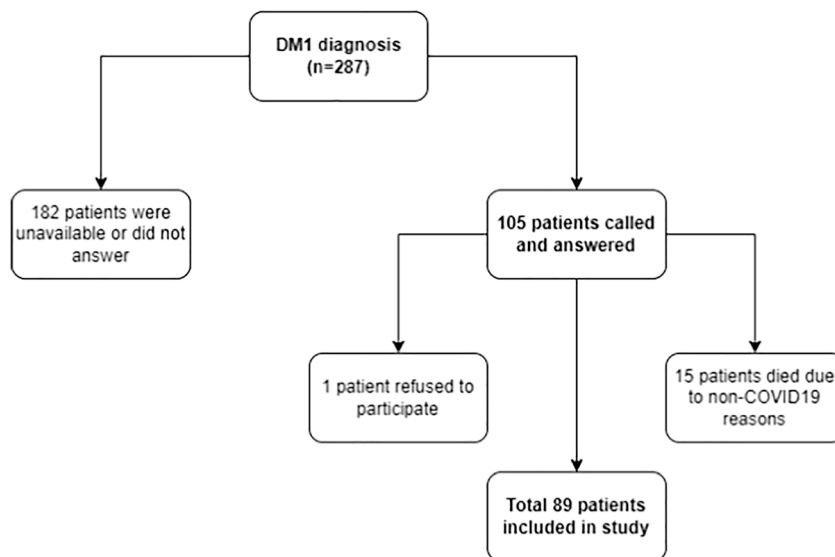 DM1 diagnosis
(n=287)
182 patients were
unavailable or did not
answer
105 patients called
and answered
1 patient refused to
participate
15 patients died due
to non-COVID19
reasons
Total 89 patients
included in study